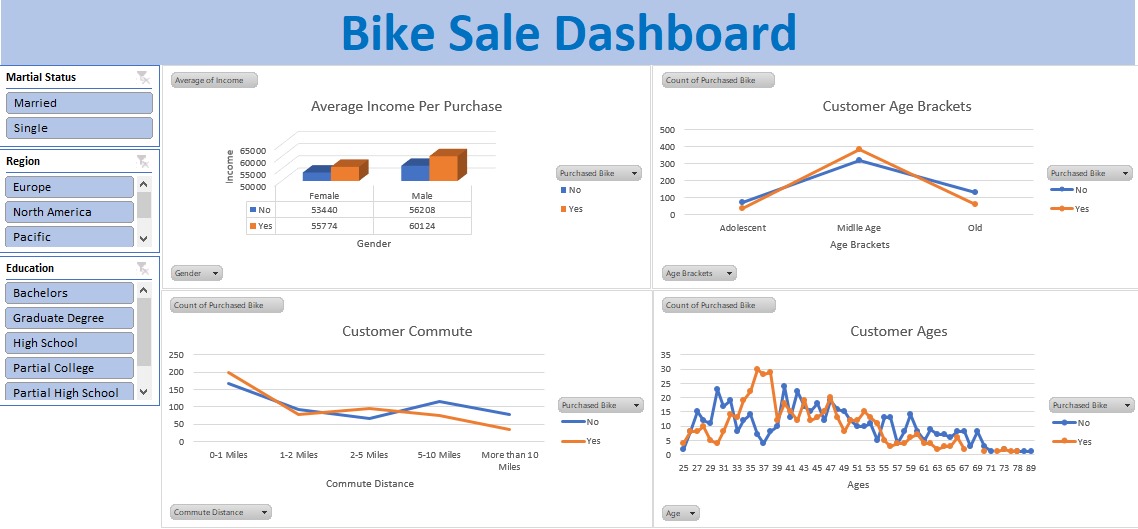 Bike Sale Dashboard
Martial Status
Married
Single
Region
Europe
North America
Pacific
Education
Bachelors
Graduate Degree
High School
Partial College
Partial High School
Average of Income
Average Income Per Purchase
Income
65000
60000
55000
50000
Female Male
No 53440 56208
Yes 55774 60124
Gender
Purchased Bike
No
Yes
Gender
Count of Purchased Bike
Customer Age Brackets
500
400
300
200
100
0
Adolescent Midlle Age Old
Age Brackets
Purchased Bike
No
Yes
Age Brackets
Count of Purchased Bike
Customer Commute
250
200
150
100
50
0
0-1 Miles 1-2 Miles 2-5 Miles 5-10 Miles More than 10
Miles
Commute Distance
Purchased Bike
No
Yes
Commute Distance
Count of Purchased Bike
Customer Ages
35
30
25
20
15
10
5
0
25 27 29 31 33 35 37 39 41 43 45 47 49 51 53 55 57 59 61 63 65 67 69 71 73 78 89
Ages
Purchased Bike
No
Yes
Age